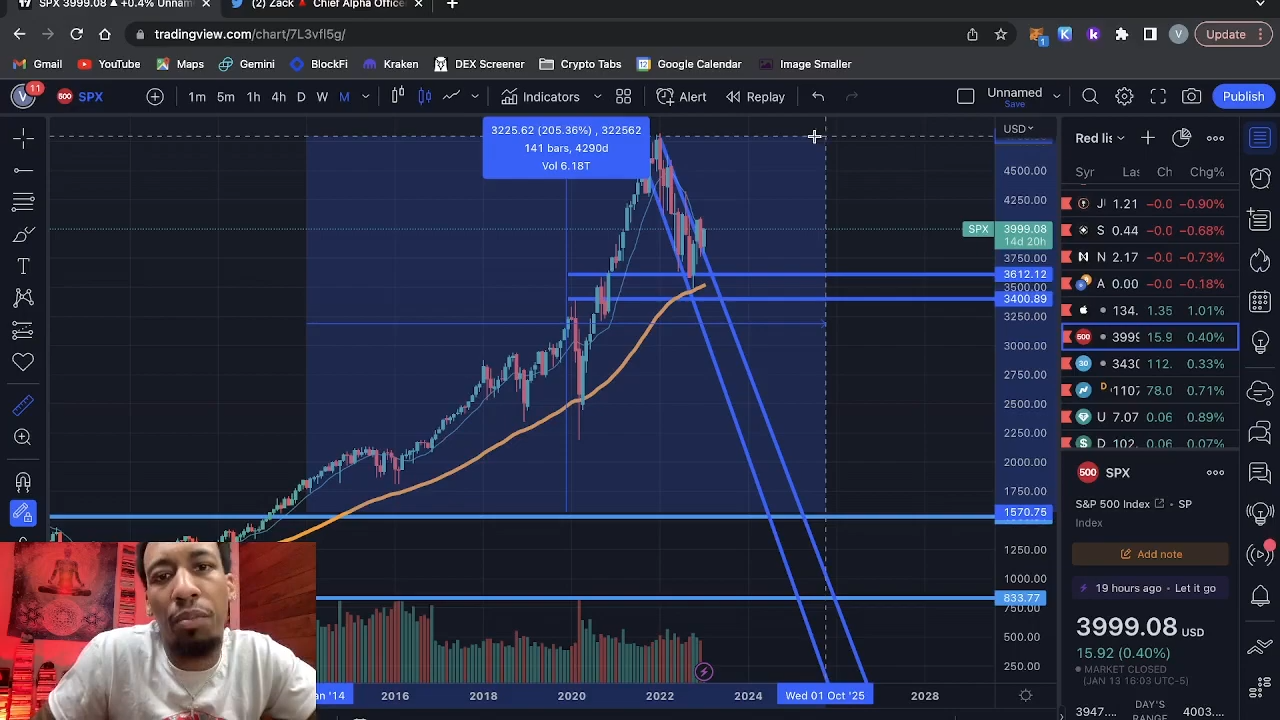 SPX 3999.08 ▲ +0.4% Unnam
(2) Zack
Chief Alpha Office
tradingview.com/chart/7L3vfl5g/
V
Update
Gmail
YouTube
Maps
Gemini
BlockFi
Kraken
DEX Screener
Crypto Tabs
Google Calendar
Image Smaller
11
V
500
SPX
1m
5m
1h
4h
D
W
M
Indicators
Alert
Replay
Unnamed
Save
Publish
3225.62 (205.36%) , 322562
141 bars, 4290d
Vol 6.18T
USD
4500.00
4250.00
SPX
3999.08
14d 20h
3750.00
3612.12
3500.00
3400.89
3250.00
3000.00
2750.00
2500.00
2250.00
2000.00
1750.00
1570.75
1250.00
1000.00
833.77
750.00
500.00
250.00
an '14
2016
2018
2020
2022
2024
Wed 01 Oct '25
2028
Red lis
Syr
Las
Ch
Chg%
1.21
-0.0
-0.90%
S
0.44
-0.0
-0.68%
N
2.17
-0.0
-0.73%
A
0.00
-0.0
-0.18%
134.
1.35
1.01%
500
3999
15.9
0.40%
30
3430
112.
0.33%
D
1107
78.0
0.71%
U
7.07
0.06
0.89%
D
102.
0.06
0.07%
500
SPX
S&P 500 Index
SP
Index
Add note
19 hours ago
Let it go
3999.08 USD
15.92 (0.40%)
MARKET CLOSED
(JAN 13 16:03 UTC-5)
DAY'S
3947....
4003....